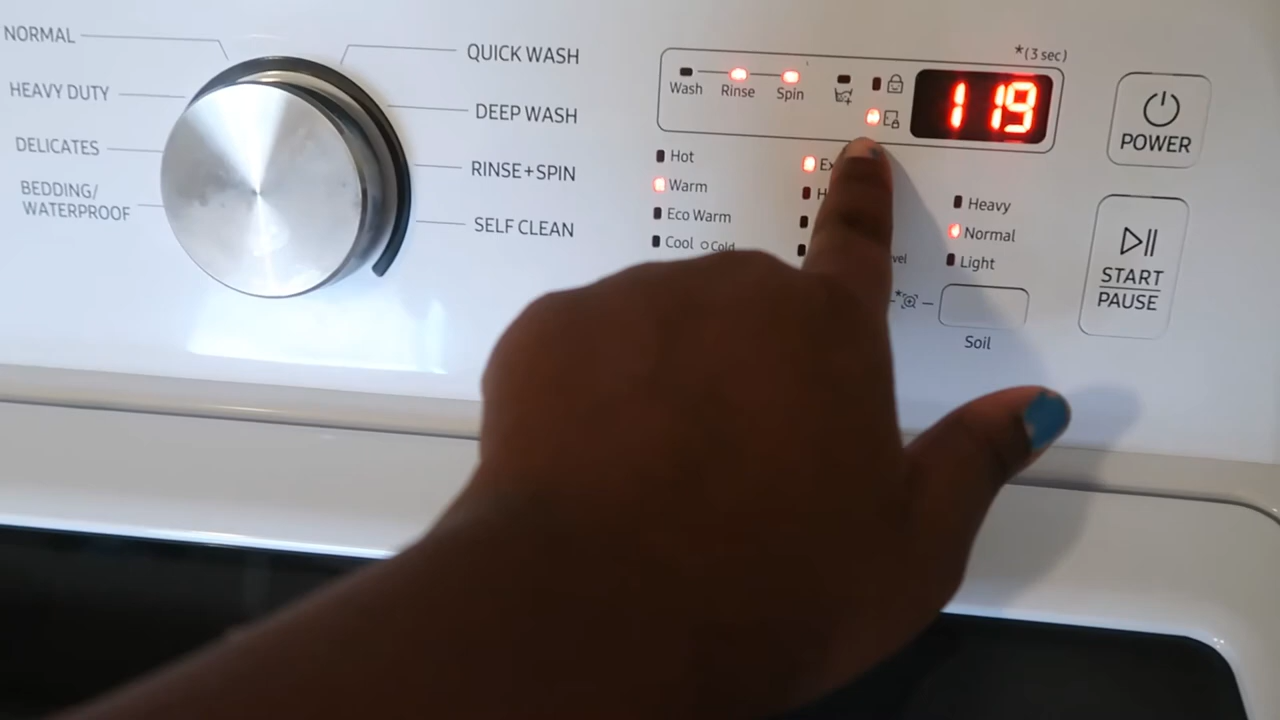 NORMAL
HEAVY DUTY
DELICATES
BEDDING/
WATERPROOF
QUICK WASH
DEEP WASH
RINSE+SPIN
SELF CLEAN
Wash
Rinse
Spin
*(3 sec)
119
Hot
Warm
Eco Warm
Cool
Cold
Heavy
Normal
Light
Soil
POWER
START
PAUSE